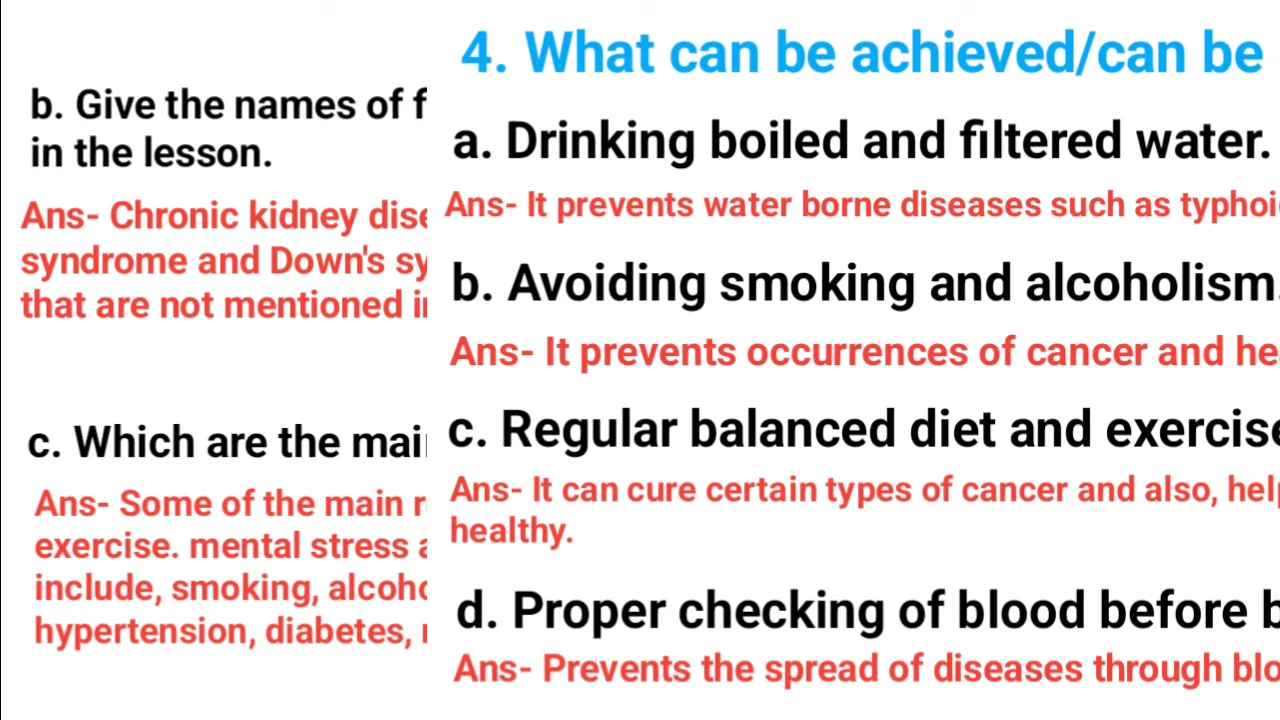 b. Give the names of f
in the lesson.
Ans- Chronic kidney dise
syndrome and Down's sy
that are not mentioned i
c. Which are the mai
Ans- Some of the main r
exercise. mental stress a
include, smoking, alcoho
hypertension, diabetes,
4. What can be achieved/can be
a. Drinking boiled and filtered water.
Ans- It prevents water borne diseases such as typhoi
b. Avoiding smoking and alcoholism.
Ans- It prevents occurrences of cancer and he
c. Regular balanced diet and exercise
Ans- It can cure certain types of cancer and also, help
healthy.
d. Proper checking of blood before b
Ans- Prevents the spread of diseases through blo